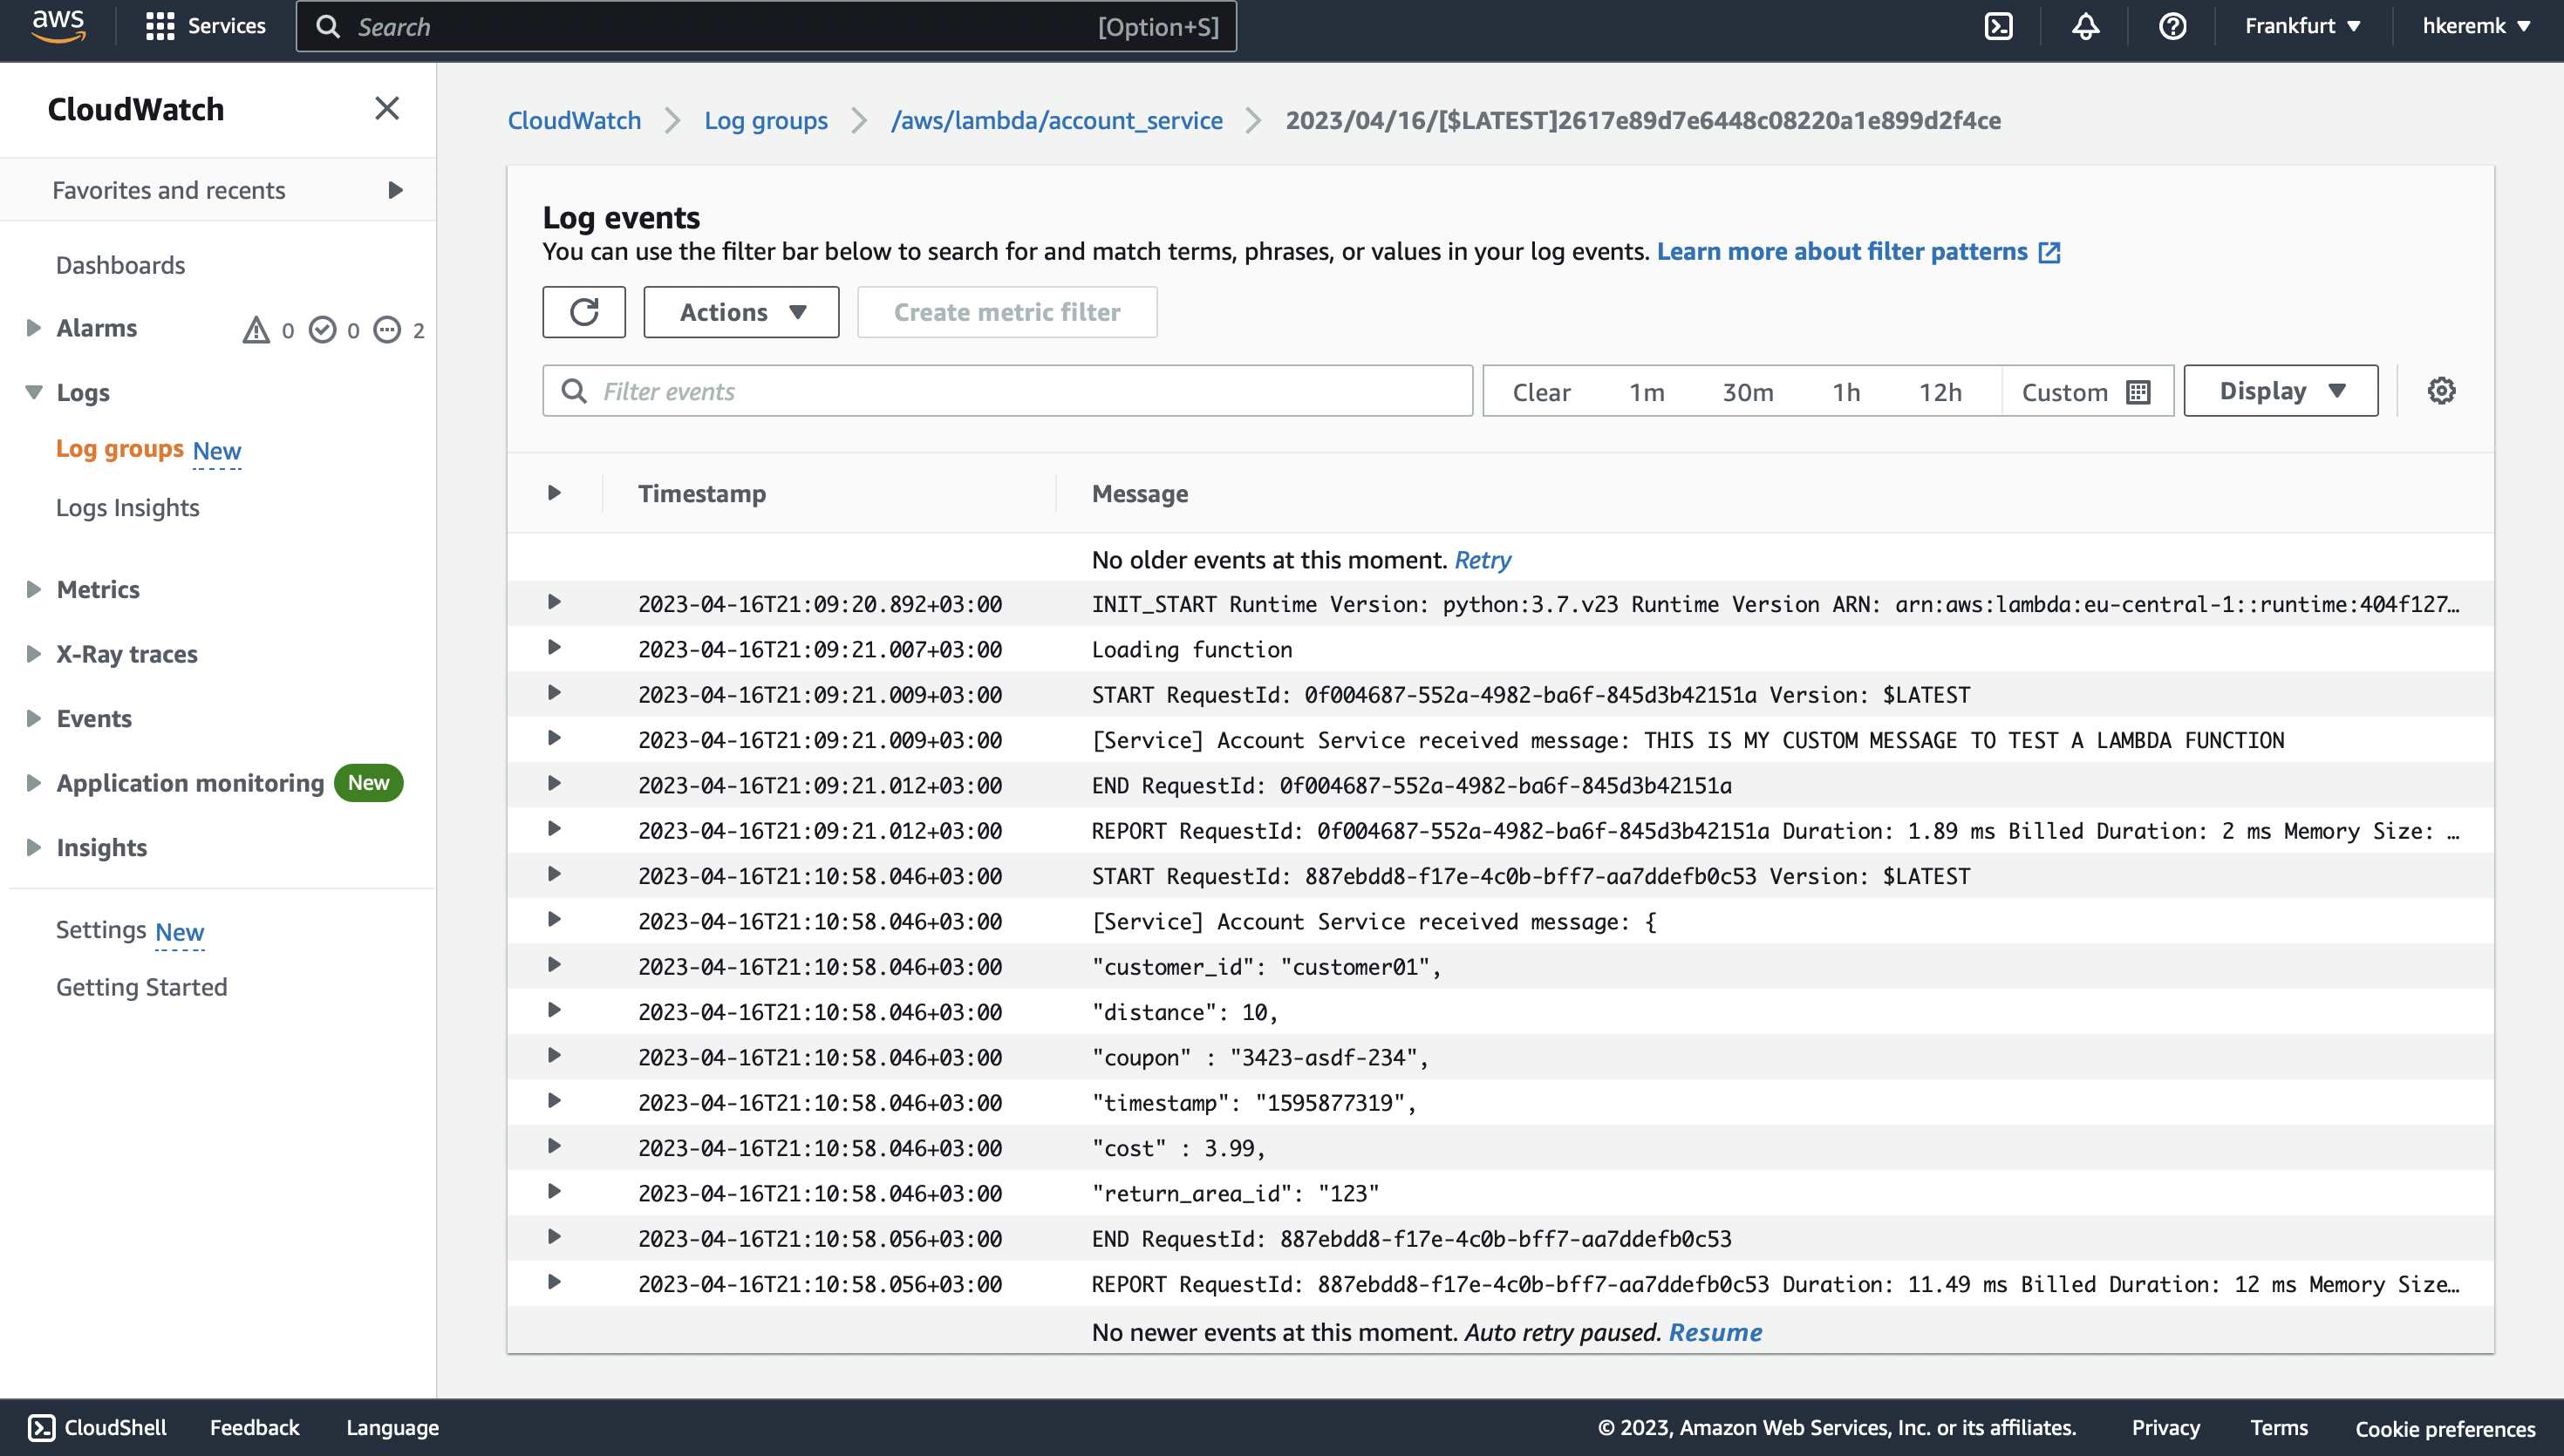 aws Services Search [Option+S] Frankfurt hkeremk
CloudWatch
Favorites and recents
Dashboards
Alarms 0 0 2
Logs
Log groups New
Logs Insights
Metrics
X-Ray traces
Events
Application monitoring New
Insights
Settings New
Getting Started
CloudWatch Log groups /aws/lambda/account_service 2023/04/16/[$LATEST]2617e89d7e6448c08220a1e899d2f4ce
Log events
You can use the filter bar below to search for and match terms, phrases, or values in your log events. Learn more about filter patterns
Actions Create metric filter
Filter events Clear 1m 30m 1h 12h Custom Display
Timestamp Message
No older events at this moment. Retry
2023-04-16T21:09:20.892+03:00 INIT_START Runtime Version: python:3.7.v23 Runtime Version ARN: arn:aws:lambda:eu-central-1::runtime:404f127…
2023-04-16T21:09:21.007+03:00 Loading function
2023-04-16T21:09:21.009+03:00 START RequestId: 0f004687-552a-4982-ba6f-845d3b42151a Version: $LATEST
2023-04-16T21:09:21.009+03:00 [Service] Account Service received message: THIS IS MY CUSTOM MESSAGE TO TEST A LAMBDA FUNCTION
2023-04-16T21:09:21.012+03:00 END RequestId: 0f004687-552a-4982-ba6f-845d3b42151a
2023-04-16T21:09:21.012+03:00 REPORT RequestId: 0f004687-552a-4982-ba6f-845d3b42151a Duration: 1.89 ms Billed Duration: 2 ms Memory Size: …
2023-04-16T21:10:58.046+03:00 START RequestId: 887ebdd8-f17e-4c0b-bff7-aa7ddefb0c53 Version: $LATEST
2023-04-16T21:10:58.046+03:00 [Service] Account Service received message: {
2023-04-16T21:10:58.046+03:00 "customer_id": "customer01",
2023-04-16T21:10:58.046+03:00 "distance": 10,
2023-04-16T21:10:58.046+03:00 "coupon" : "3423-asdf-234",
2023-04-16T21:10:58.046+03:00 "timestamp": "1595877319",
2023-04-16T21:10:58.046+03:00 "cost" : 3.99,
2023-04-16T21:10:58.046+03:00 "return_area_id": "123"
2023-04-16T21:10:58.056+03:00 END RequestId: 887ebdd8-f17e-4c0b-bff7-aa7ddefb0c53
2023-04-16T21:10:58.056+03:00 REPORT RequestId: 887ebdd8-f17e-4c0b-bff7-aa7ddefb0c53 Duration: 11.49 ms Billed Duration: 12 ms Memory Size…
No newer events at this moment. Auto retry paused. Resume
CloudShell Feedback Language © 2023, Amazon Web Services, Inc. or its affiliates. Privacy Terms Cookie preferences